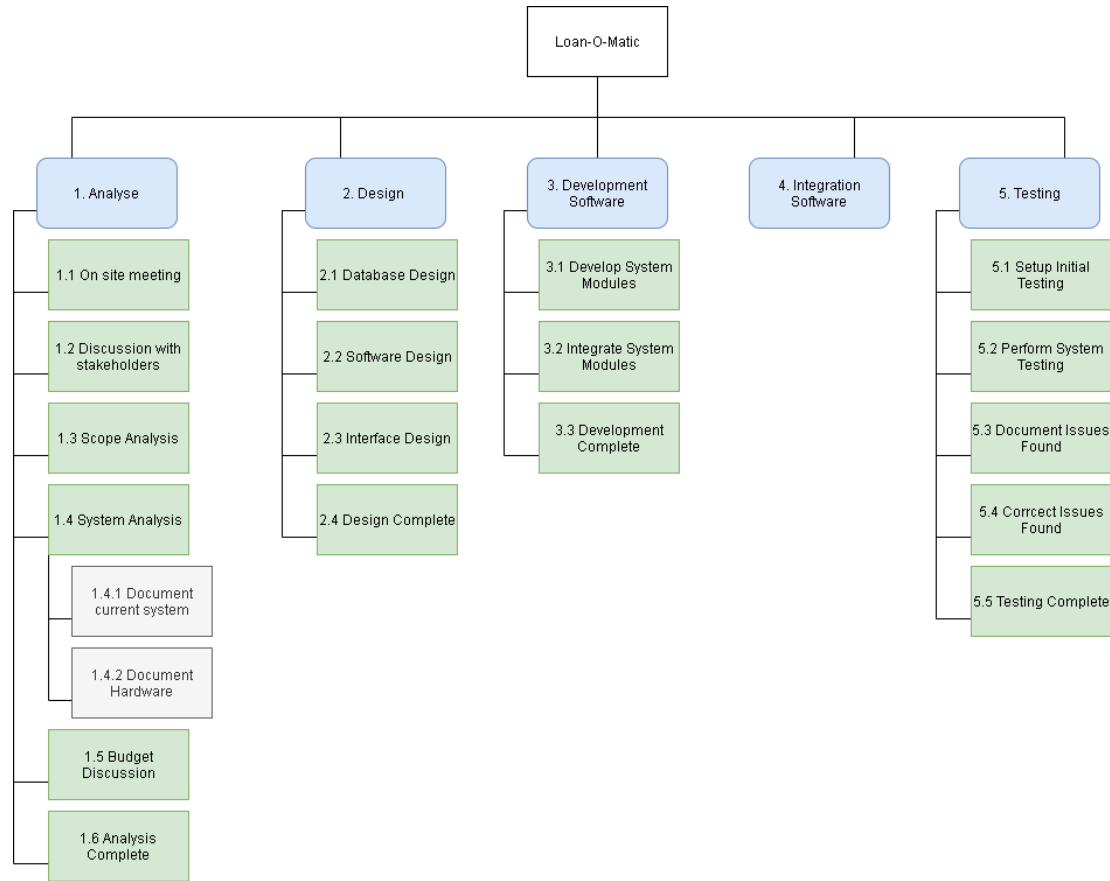 Loan-O-Matic
1. Analyse
2. Design
3. Development
Software
4. Integration
Software
5. Testing
1.1 On site meeting
1.2 Discussion with
stakeholders
1.3 Scope Analysis
1.4 System Analysis
1.4.1 Document
current system
1.4.2 Document
Hardware
1.5 Budget
Discussion
1.6 Analysis
Complete
2.1 Database Design
2.2 Software Design
2.3 Interface Design
2.4 Design Complete
3.1 Develop System
Modules
3.2 Integrate System
Modules
3.3 Development
Complete
5.1 Setup Initial
Testing
5.2 Perform System
Testing
5.3 Document Issues
Found
5.4 Corrcect Issues
Found
5.5 Testing Complete